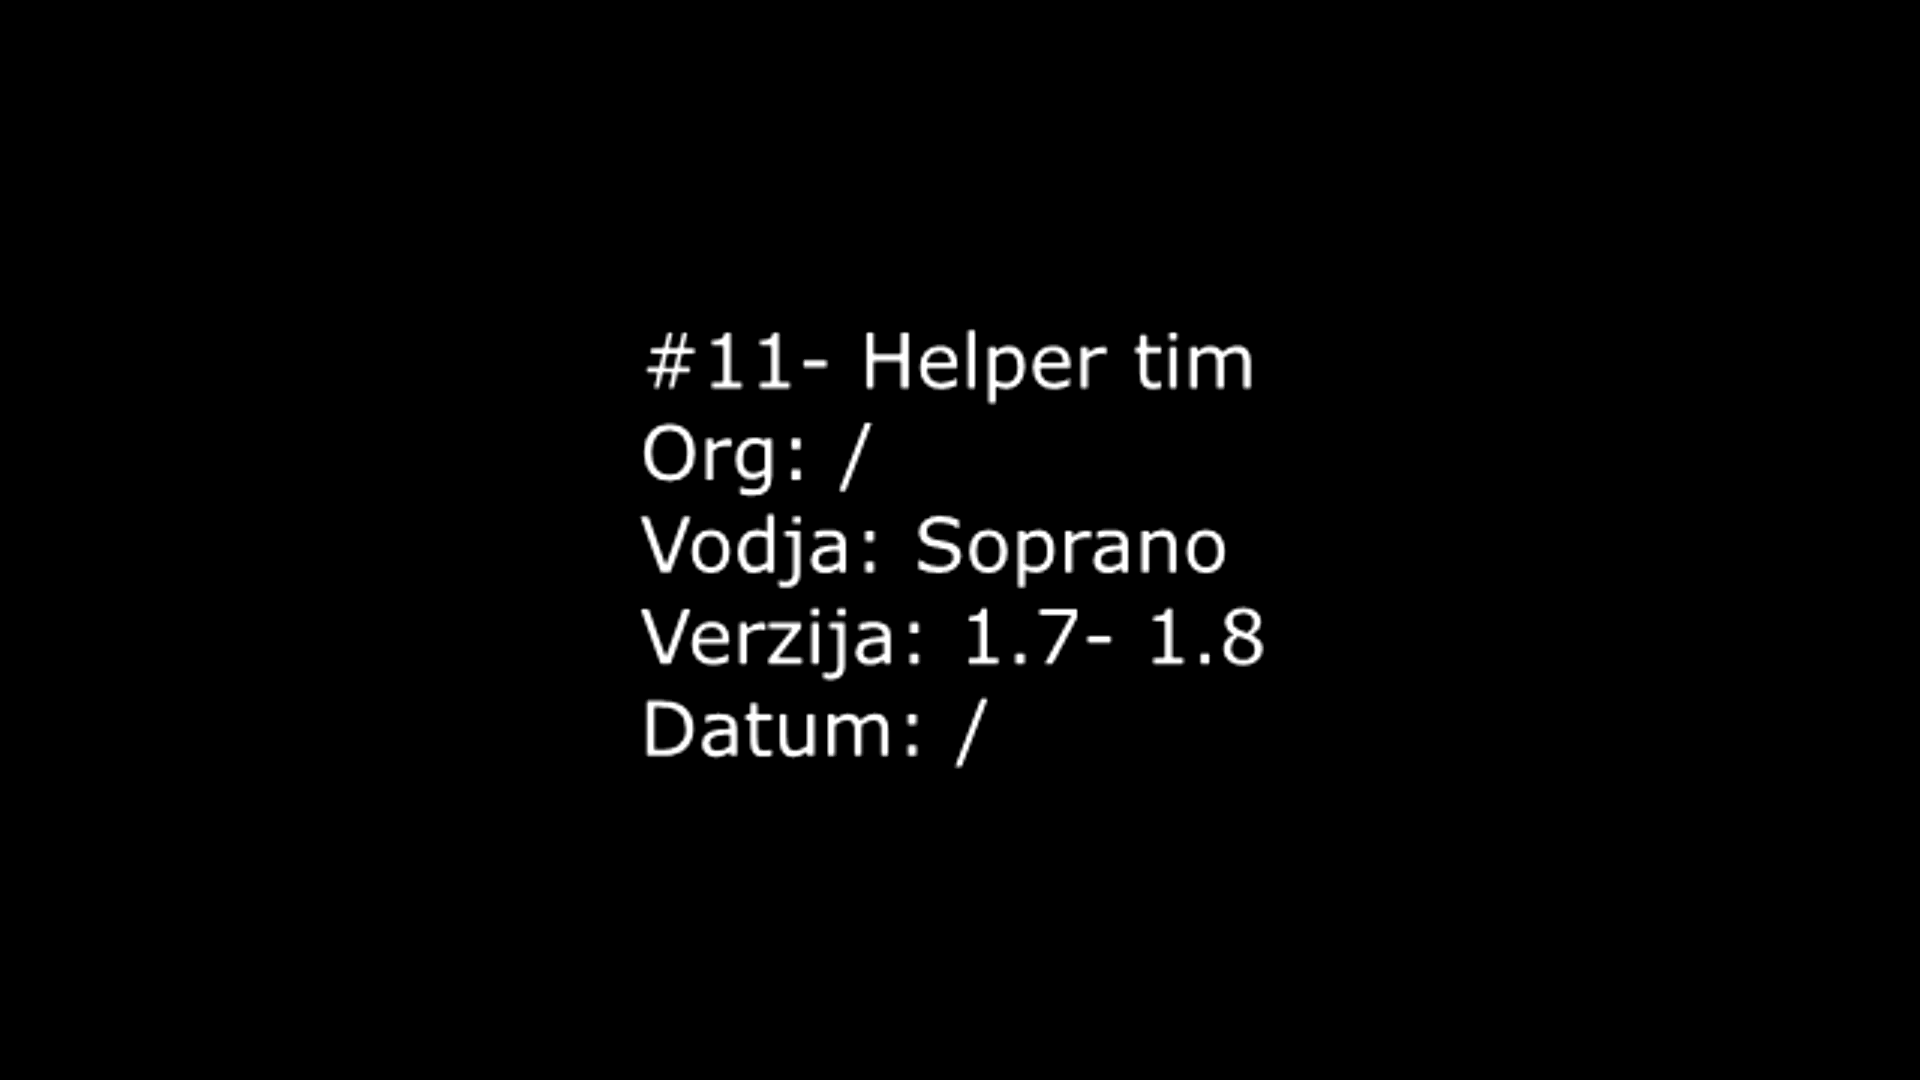 #11- Helper tim
Org: /
Vodja: Soprano
Verzija: 1.7- 1.8
Datum: /